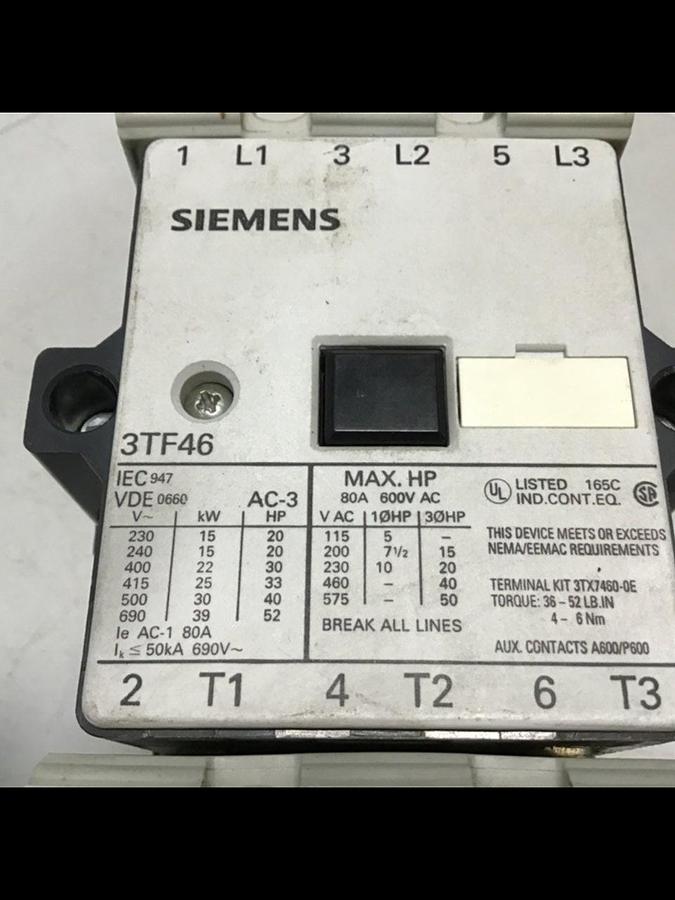 1 L1 3 L2 5 L3
SIEMENS
3TF46
IEC 947
VDE 0660 AC-3
V~ kW HP
230 15 20
240 15 20
400 22 30
415 25 33
500 30 40
690 39 52
Ie AC-1 80A
Ik ≤ 50kA 690V~
MAX. HP
80A 600V AC
V AC 1ØHP 3ØHP
115 5 –
200 7 1/2 15
230 10 20
460 – 40
575 – 50
BREAK ALL LINES
UL LISTED 165C SA
IND.CONT.EQ.
THIS DEVICE MEETS OR EXCEEDS
NEMA/EEMAC REQUIREMENTS
TERMINAL KIT 3TX7460-0E
TORQUE: 36 – 52 LB.IN
4 – 6 Nm
AUX. CONTACTS A600/P600
2 T1 4 T2 6 T3